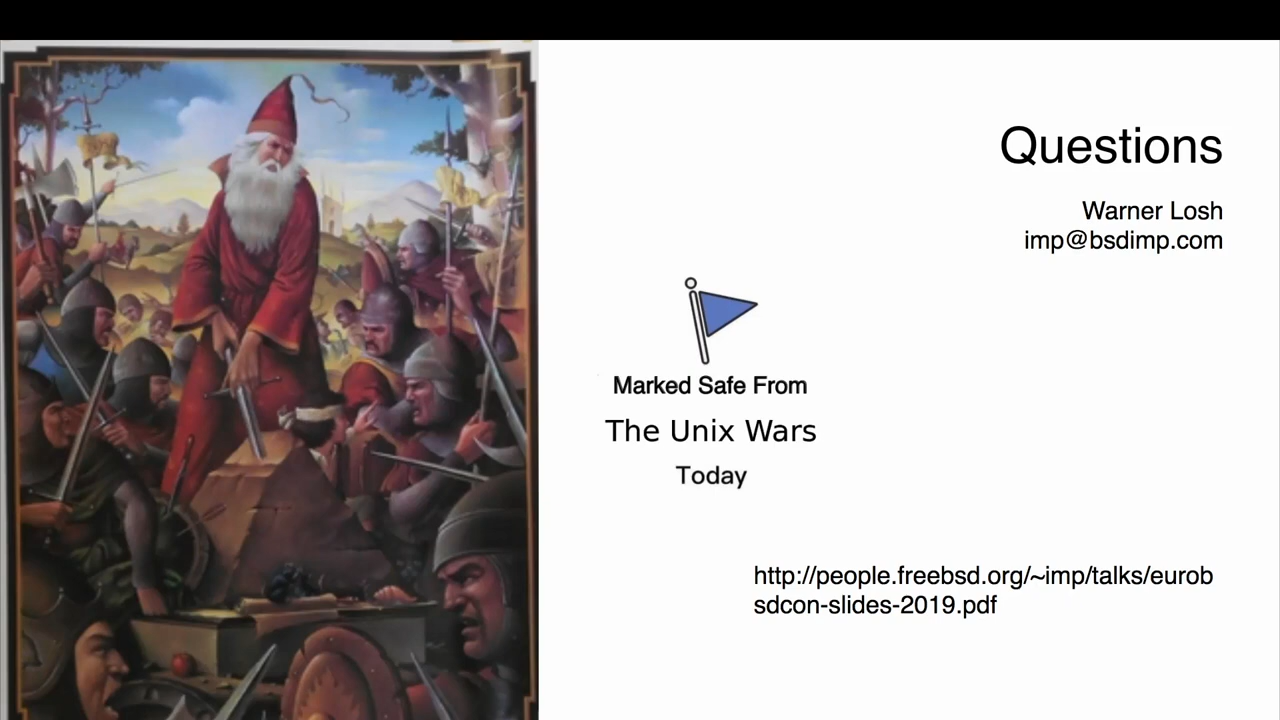 Questions
Warner Losh
imp@bsdimp.com
Marked Safe From
The Unix Wars
Today
http://people.freebsd.org/~imp/talks/eurob
sdcon-slides-2019.pdf